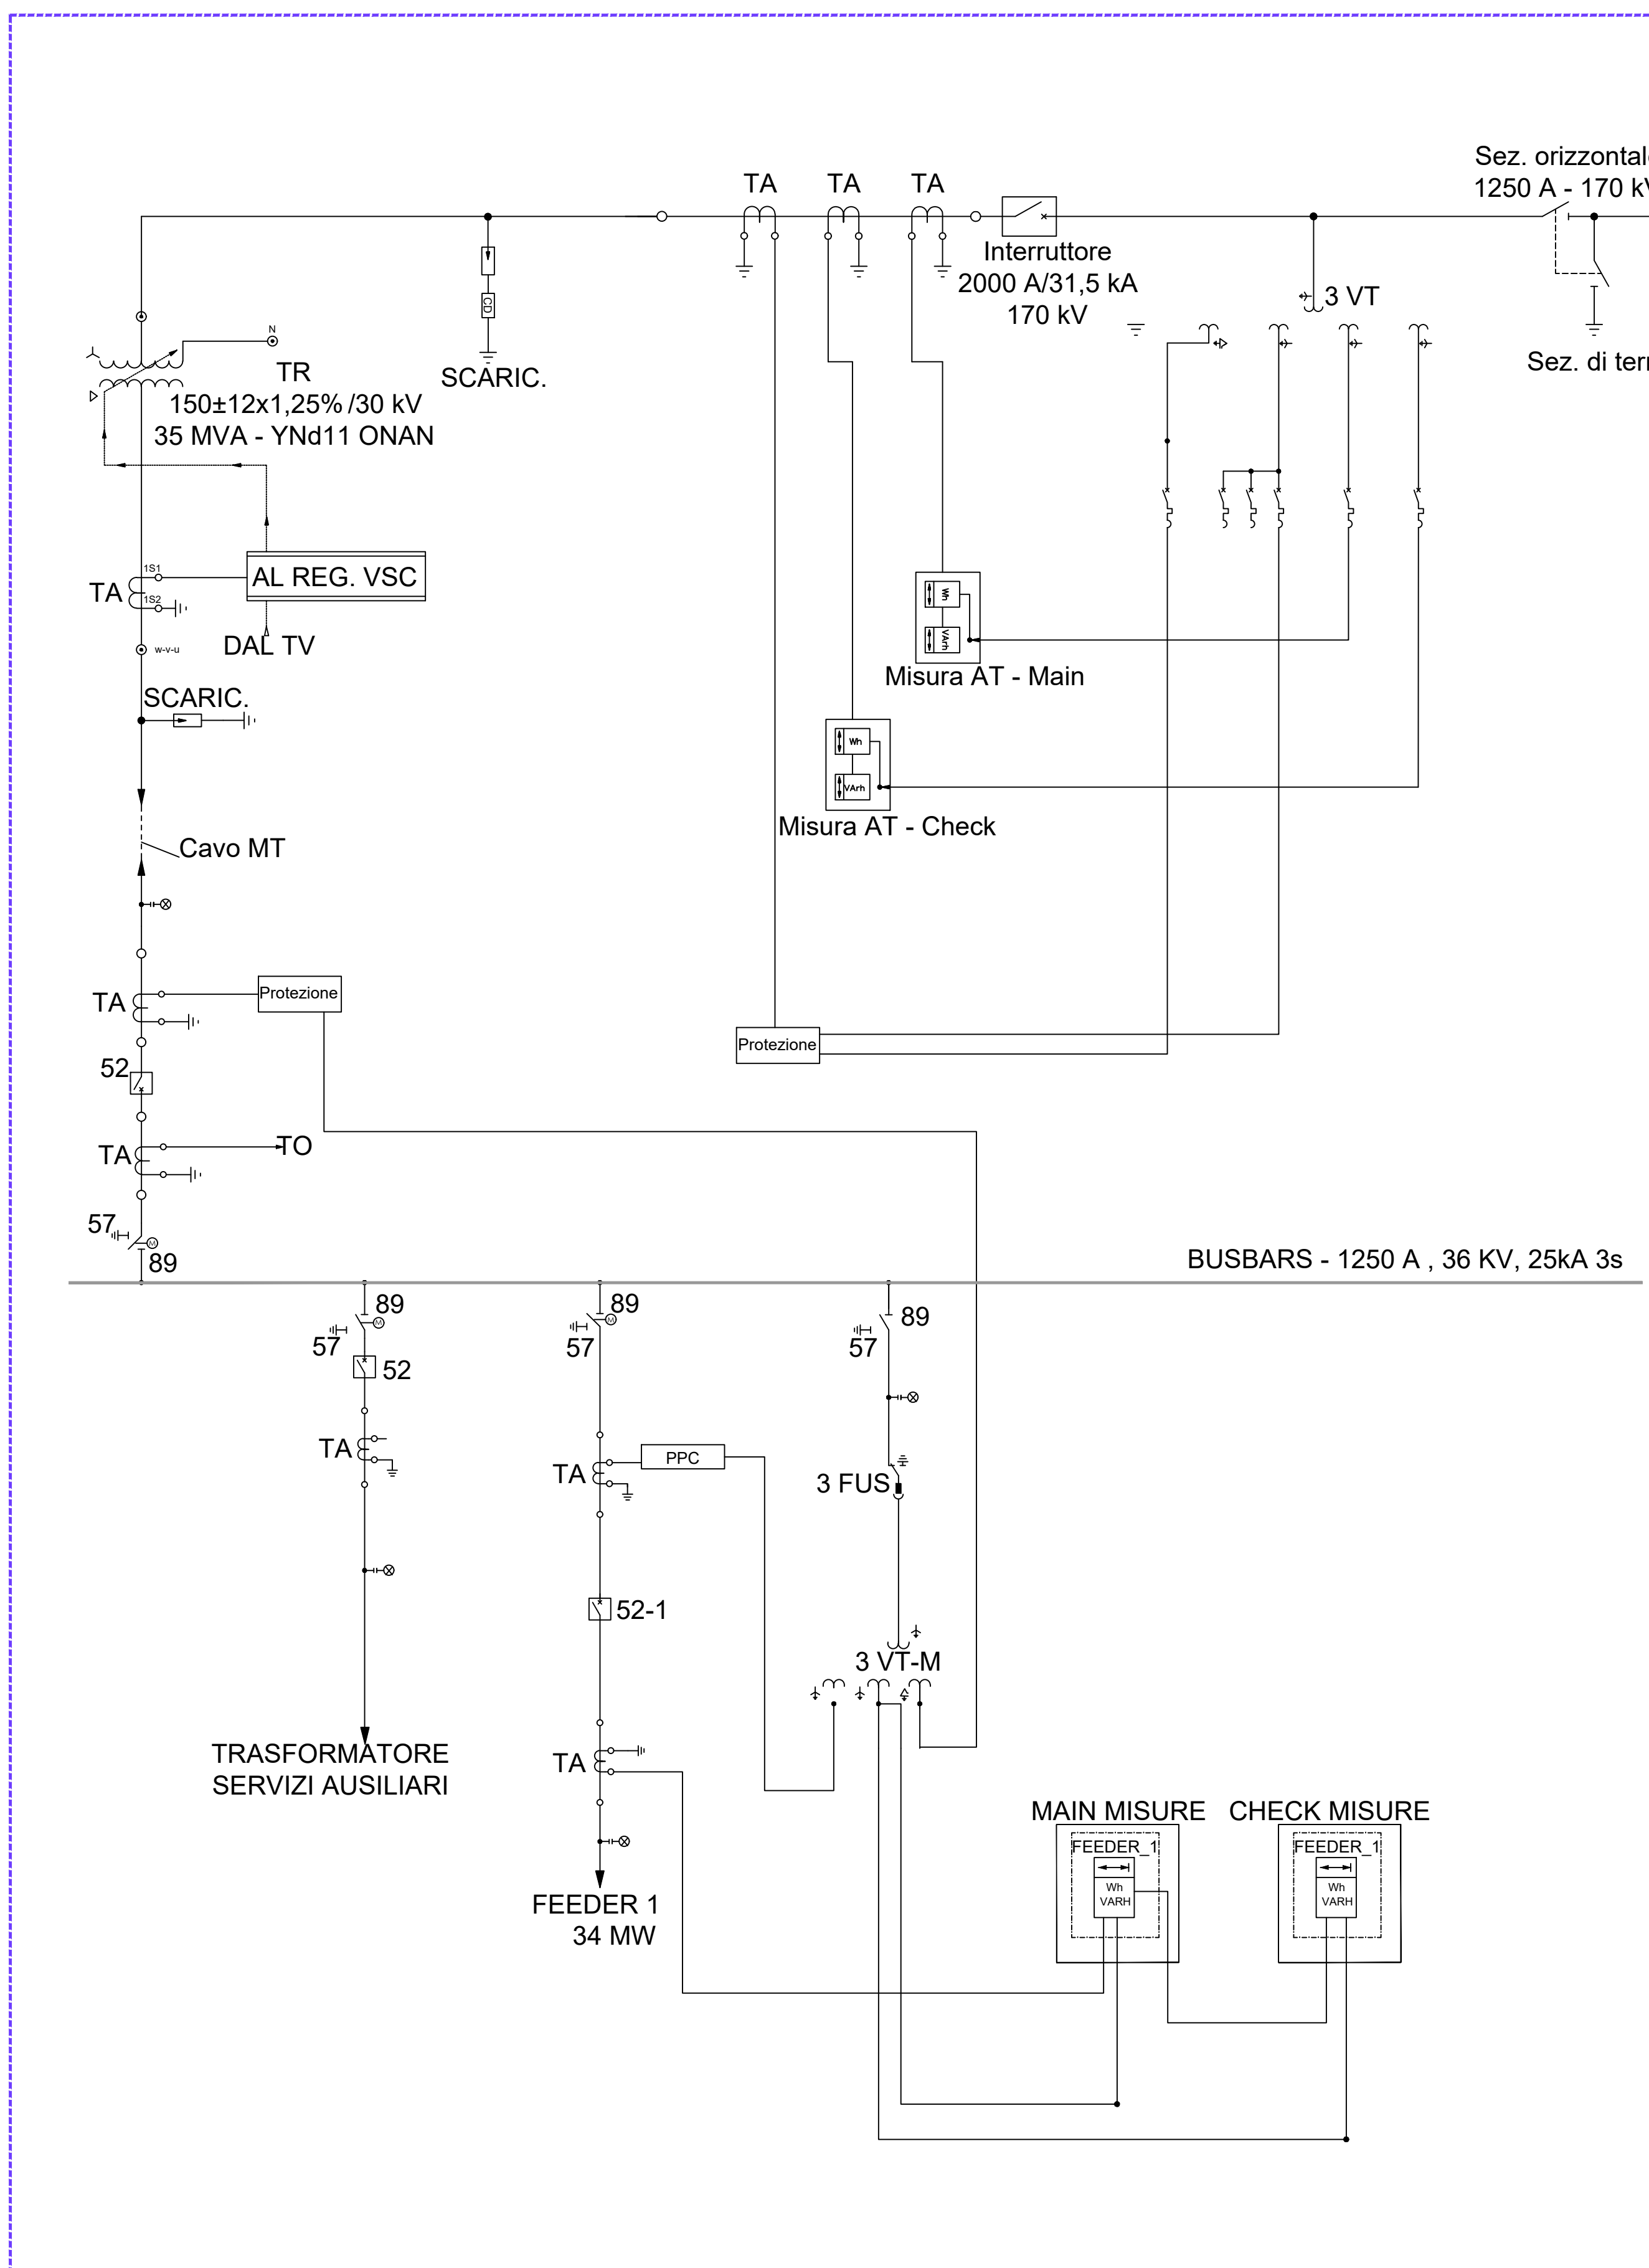 Sez. orizzontale
1250 A - 170 kV
TA
TA
TA
Interruttore
2000 A/31,5 kA
170 kV
3 VT
Sez. di terr
N
CD
SCARIC.
TR
150±12x1,25% /30 kV
35 MVA - YNd11 ONAN
1S1
TA
1S2
AL REG. VSC
DAL TV
w-v-u
SCARIC.
Wh
VArh
Misura AT - Main
Wh
VArh
Misura AT - Check
Cavo MT
TA
Protezione
Protezione
52
TA
TO
57
M
89
BUSBARS - 1250 A , 36 KV, 25kA 3s
89
M
57
52
89
M
57
89
57
TA
TA
PPC
3 FUS
52-1
3 VT-M
TRASFORMATORE
SERVIZI AUSILIARI
TA
MAIN MISURE
CHECK MISURE
FEEDER_1
FEEDER_1
Wh
VARH
Wh
VARH
FEEDER 1
34 MW